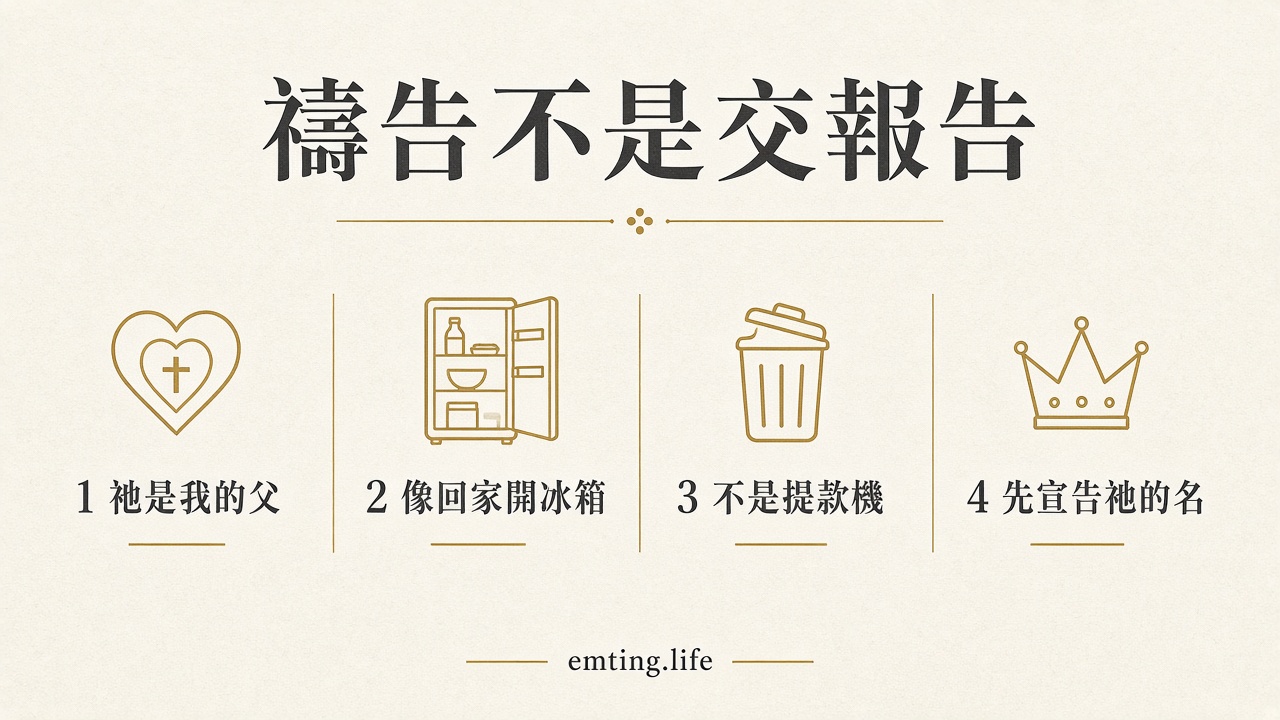 禱告不是交報告
1 祂是我的父
2 像回家開冰箱
3 不是提款機
4 先宣告祂的名
emting.life